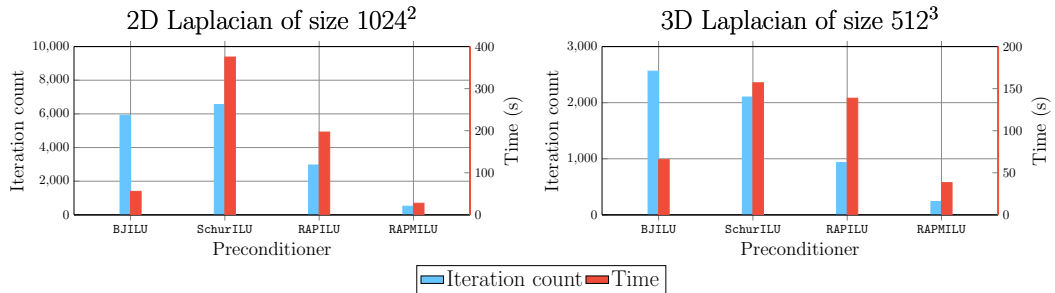 2D Laplacian of size 1024²
10,000
8,000
6,000
4,000
2,000
0
Iteration count
400
300
200
100
0
Time (s)
BJILU SchurILU RAPILU RAPMILU
Preconditioner
3D Laplacian of size 512³
3,000
2,000
1,000
0
Iteration count
200
150
100
50
0
Time (s)
BJILU SchurILU RAPILU RAPMILU
Preconditioner
Iteration count Time